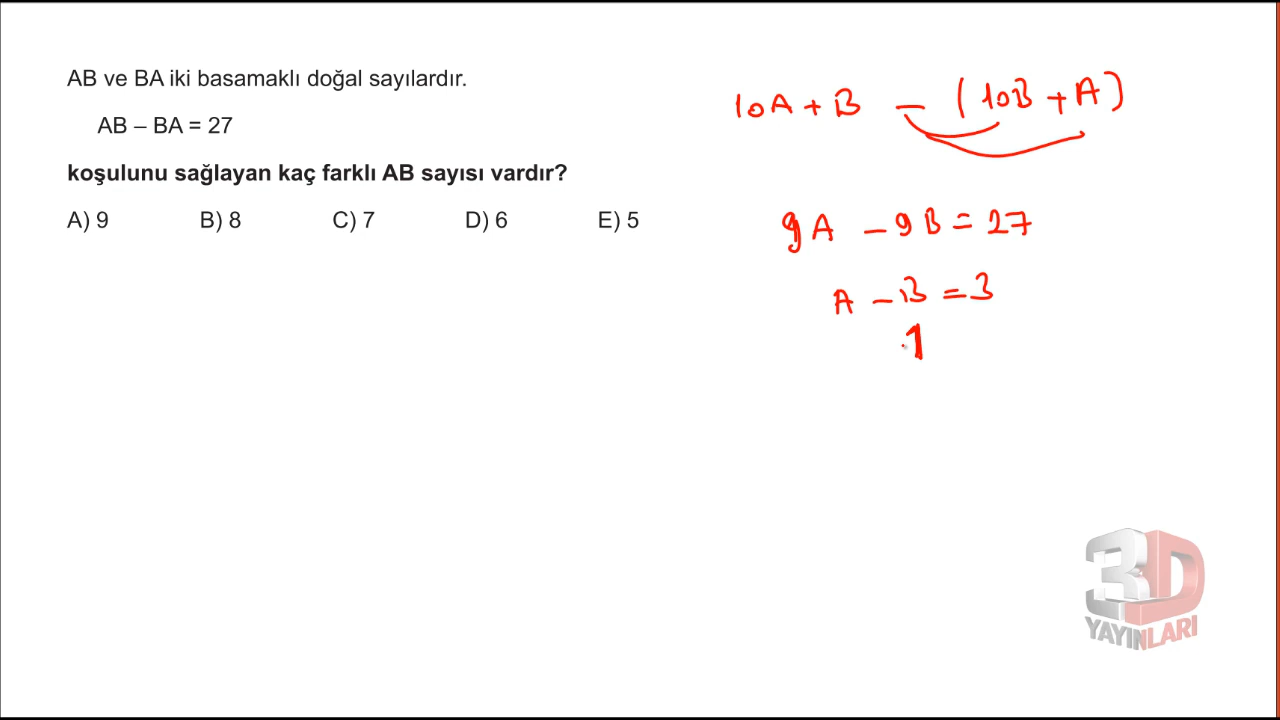 AB ve BA iki basamaklı doğal sayılardır.
AB – BA = 27
koşulunu sağlayan kaç farklı AB sayısı vardır?
A) 9 B) 8 C) 7 D) 6 E) 5
10A + B – (10B + A)
9A – 9B = 27
A – B = 3
1
3D
YAYINLARI